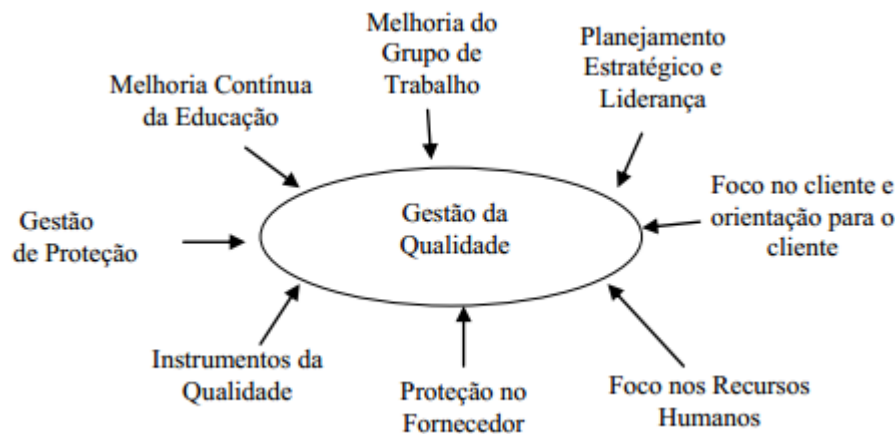 Melhoria do
Grupo de
Trabalho
Planejamento
Estratégico e
Liderança
Melhoria Contínua
da Educação
Foco no cliente e
orientação para o
cliente
Gestão da
Qualidade
Gestão
de Proteção
Instrumentos da
Qualidade
Proteção no
Fornecedor
Foco nos Recursos
Humanos